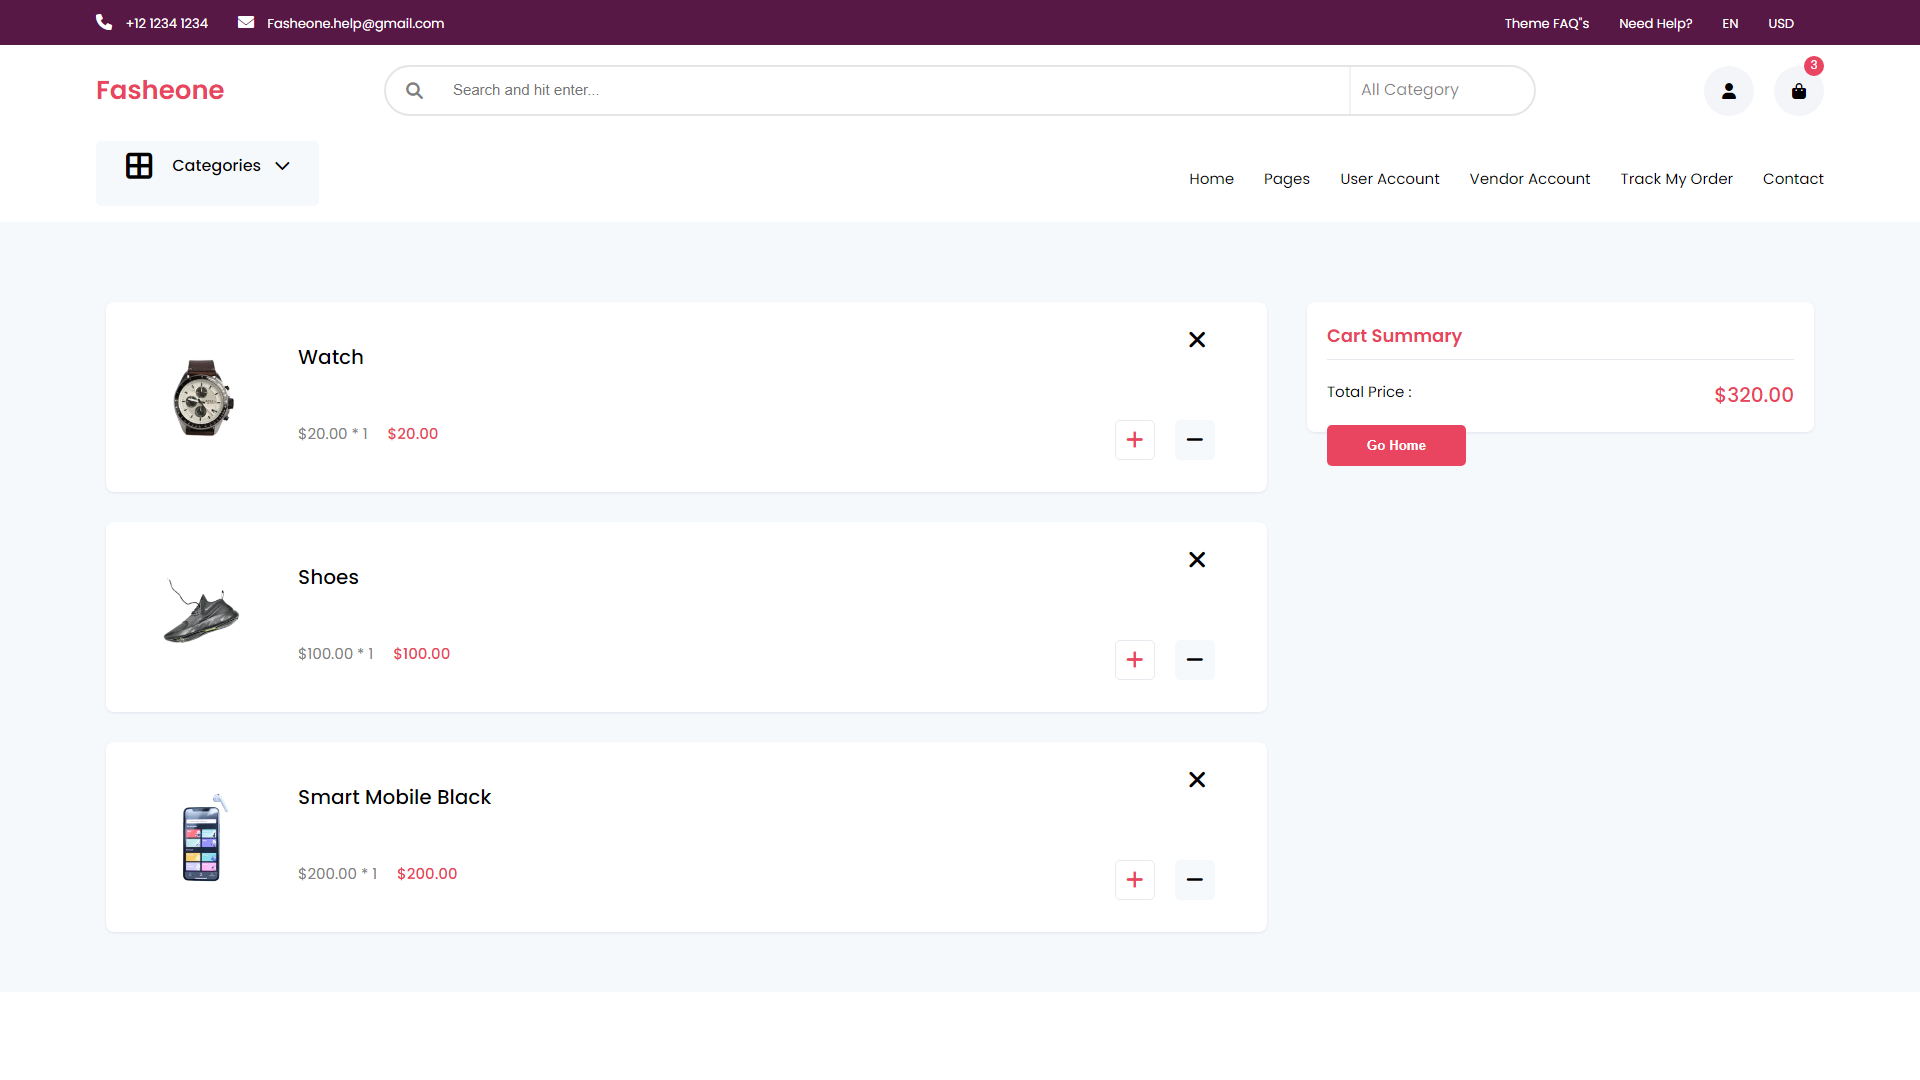 +12 1234 1234 Fasheone.help@gmail.com Theme FAQ"s Need Help? EN USD
Fasheone Search and hit enter... All Category 3
Categories Home Pages User Account Vendor Account Track My Order Contact
Watch
$20.00 * 1 $20.00
Cart Summary
Total Price : $320.00
Go Home
Shoes
$100.00 * 1 $100.00
Smart Mobile Black
$200.00 * 1 $200.00